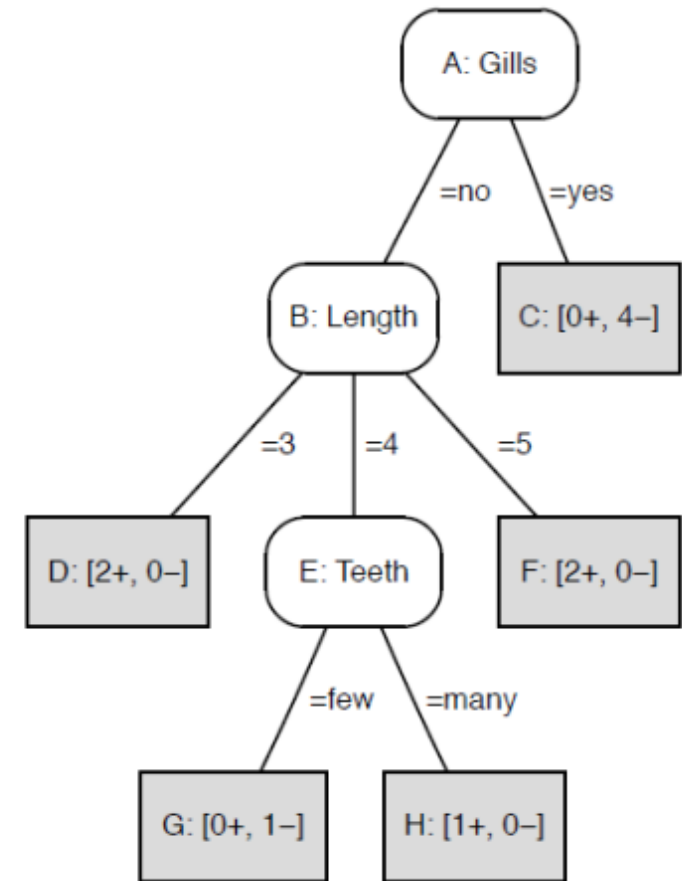 A: Gills
=no
=yes
B: Length
C: [0+, 4–]
=3
=4
=5
D: [2+, 0–]
E: Teeth
F: [2+, 0–]
=few
=many
G: [0+, 1–]
H: [1+, 0–]